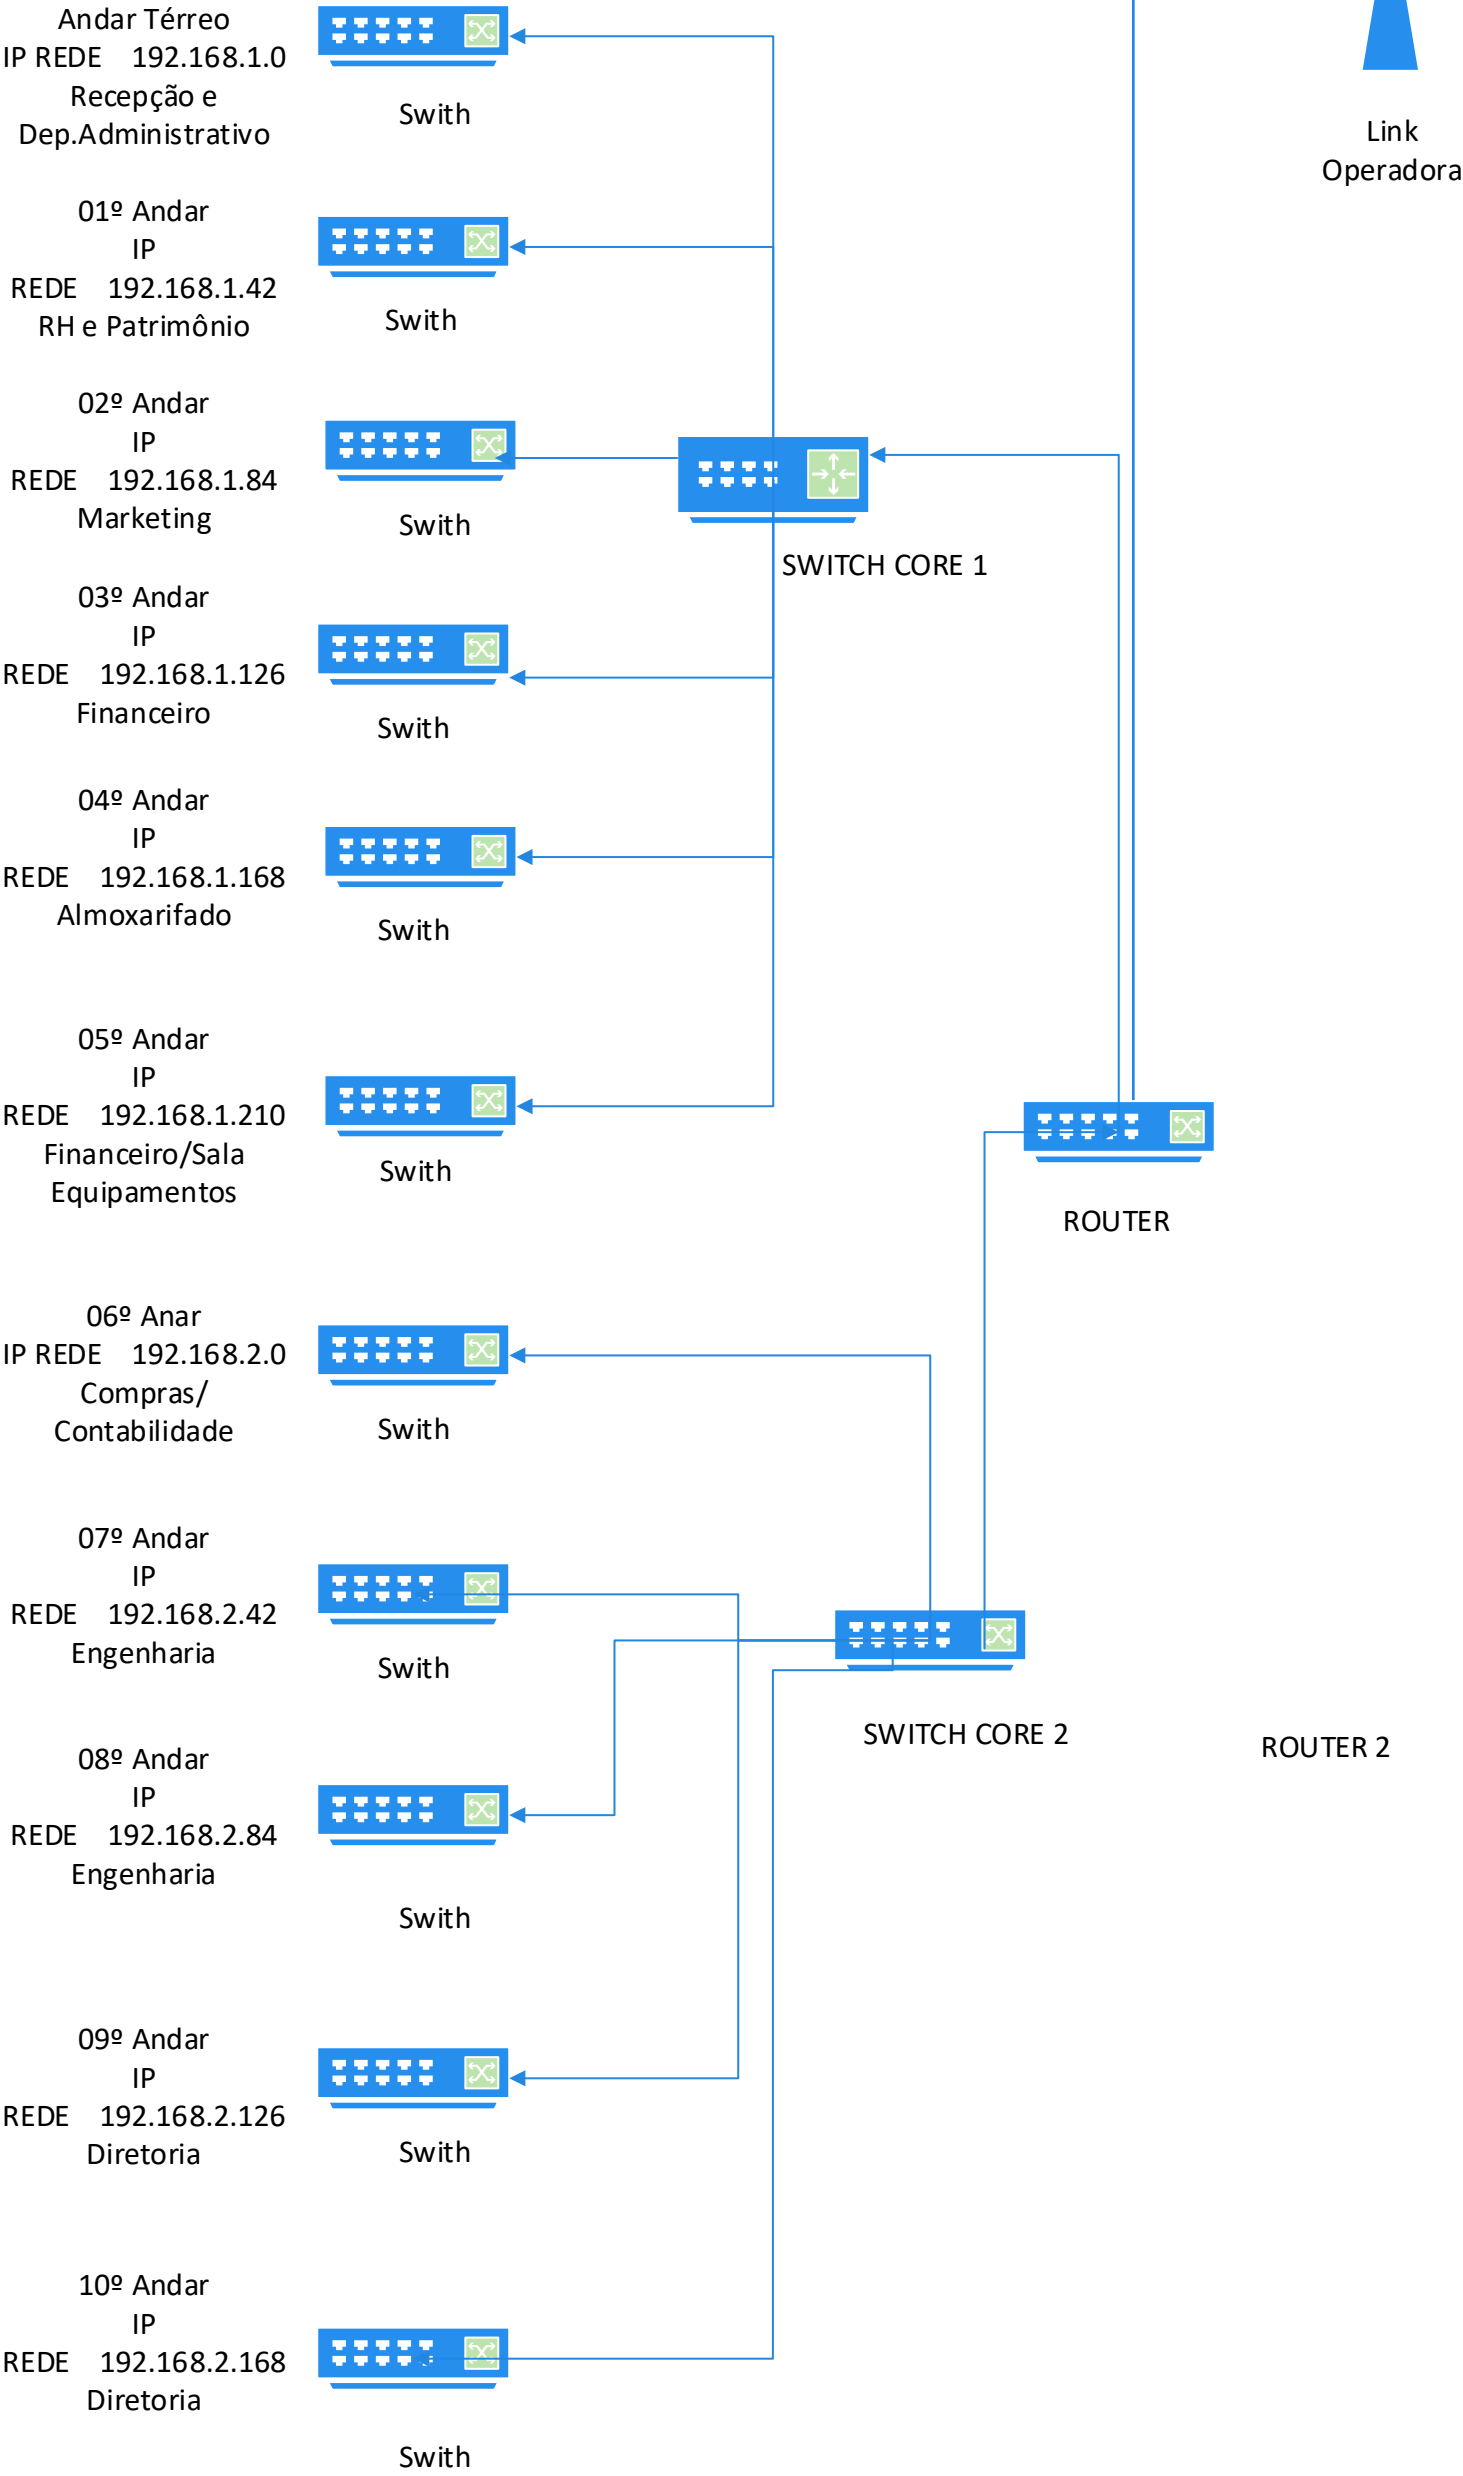 Andar Térreo
IP REDE 192.168.1.0
Recepção e
Dep.Administrativo
Swith
Link
Operadora
01º Andar
IP
REDE 192.168.1.42
RH e Patrimônio
Swith
02º Andar
IP
REDE 192.168.1.84
Marketing
Swith
SWITCH CORE 1
03º Andar
IP
REDE 192.168.1.126
Financeiro
Swith
04º Andar
IP
REDE 192.168.1.168
Almoxarifado
Swith
05º Andar
IP
REDE 192.168.1.210
Financeiro/Sala
Equipamentos
Swith
ROUTER
06º Anar
IP REDE 192.168.2.0
Compras/
Contabilidade
Swith
07º Andar
IP
REDE 192.168.2.42
Engenharia
Swith
SWITCH CORE 2
ROUTER 2
08º Andar
IP
REDE 192.168.2.84
Engenharia
Swith
09º Andar
IP
REDE 192.168.2.126
Diretoria
Swith
10º Andar
IP
REDE 192.168.2.168
Diretoria
Swith